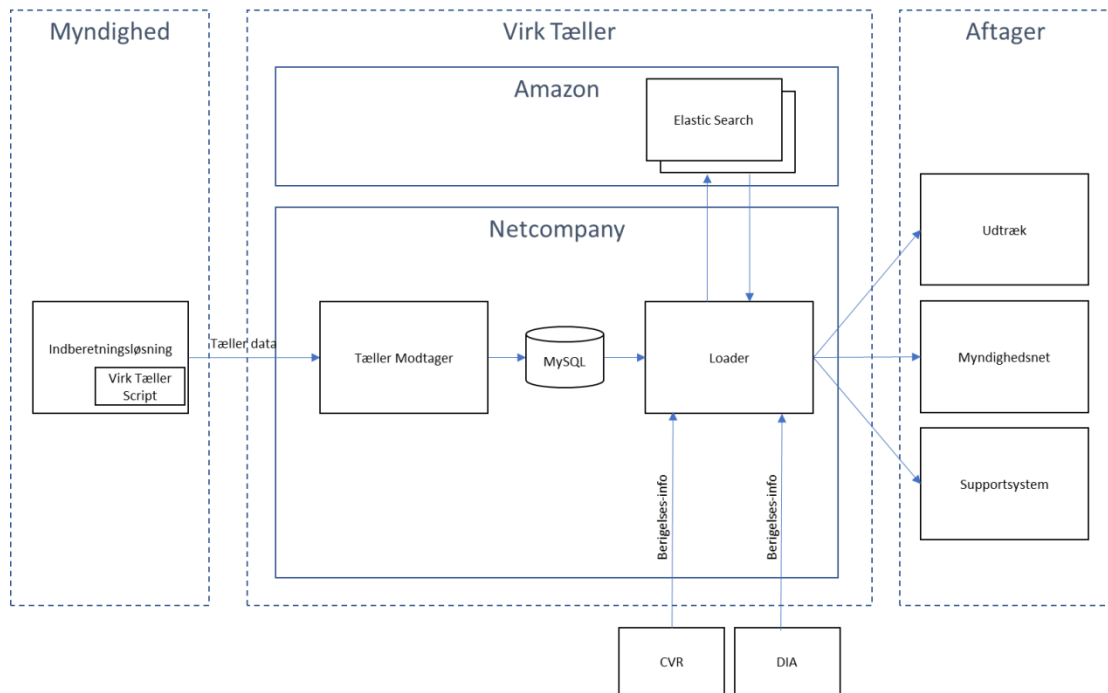 Myndighed
Virk Tæller
Aftager
Amazon
Elastic Search
Netcompany
Udtræk
Indberetningsløsning
Virk Tæller
Script
Tæller data
Tæller Modtager
MySQL
Loader
Myndighedsnet
Supportsystem
Berigelses-info
Berigelses-info
CVR
DIA